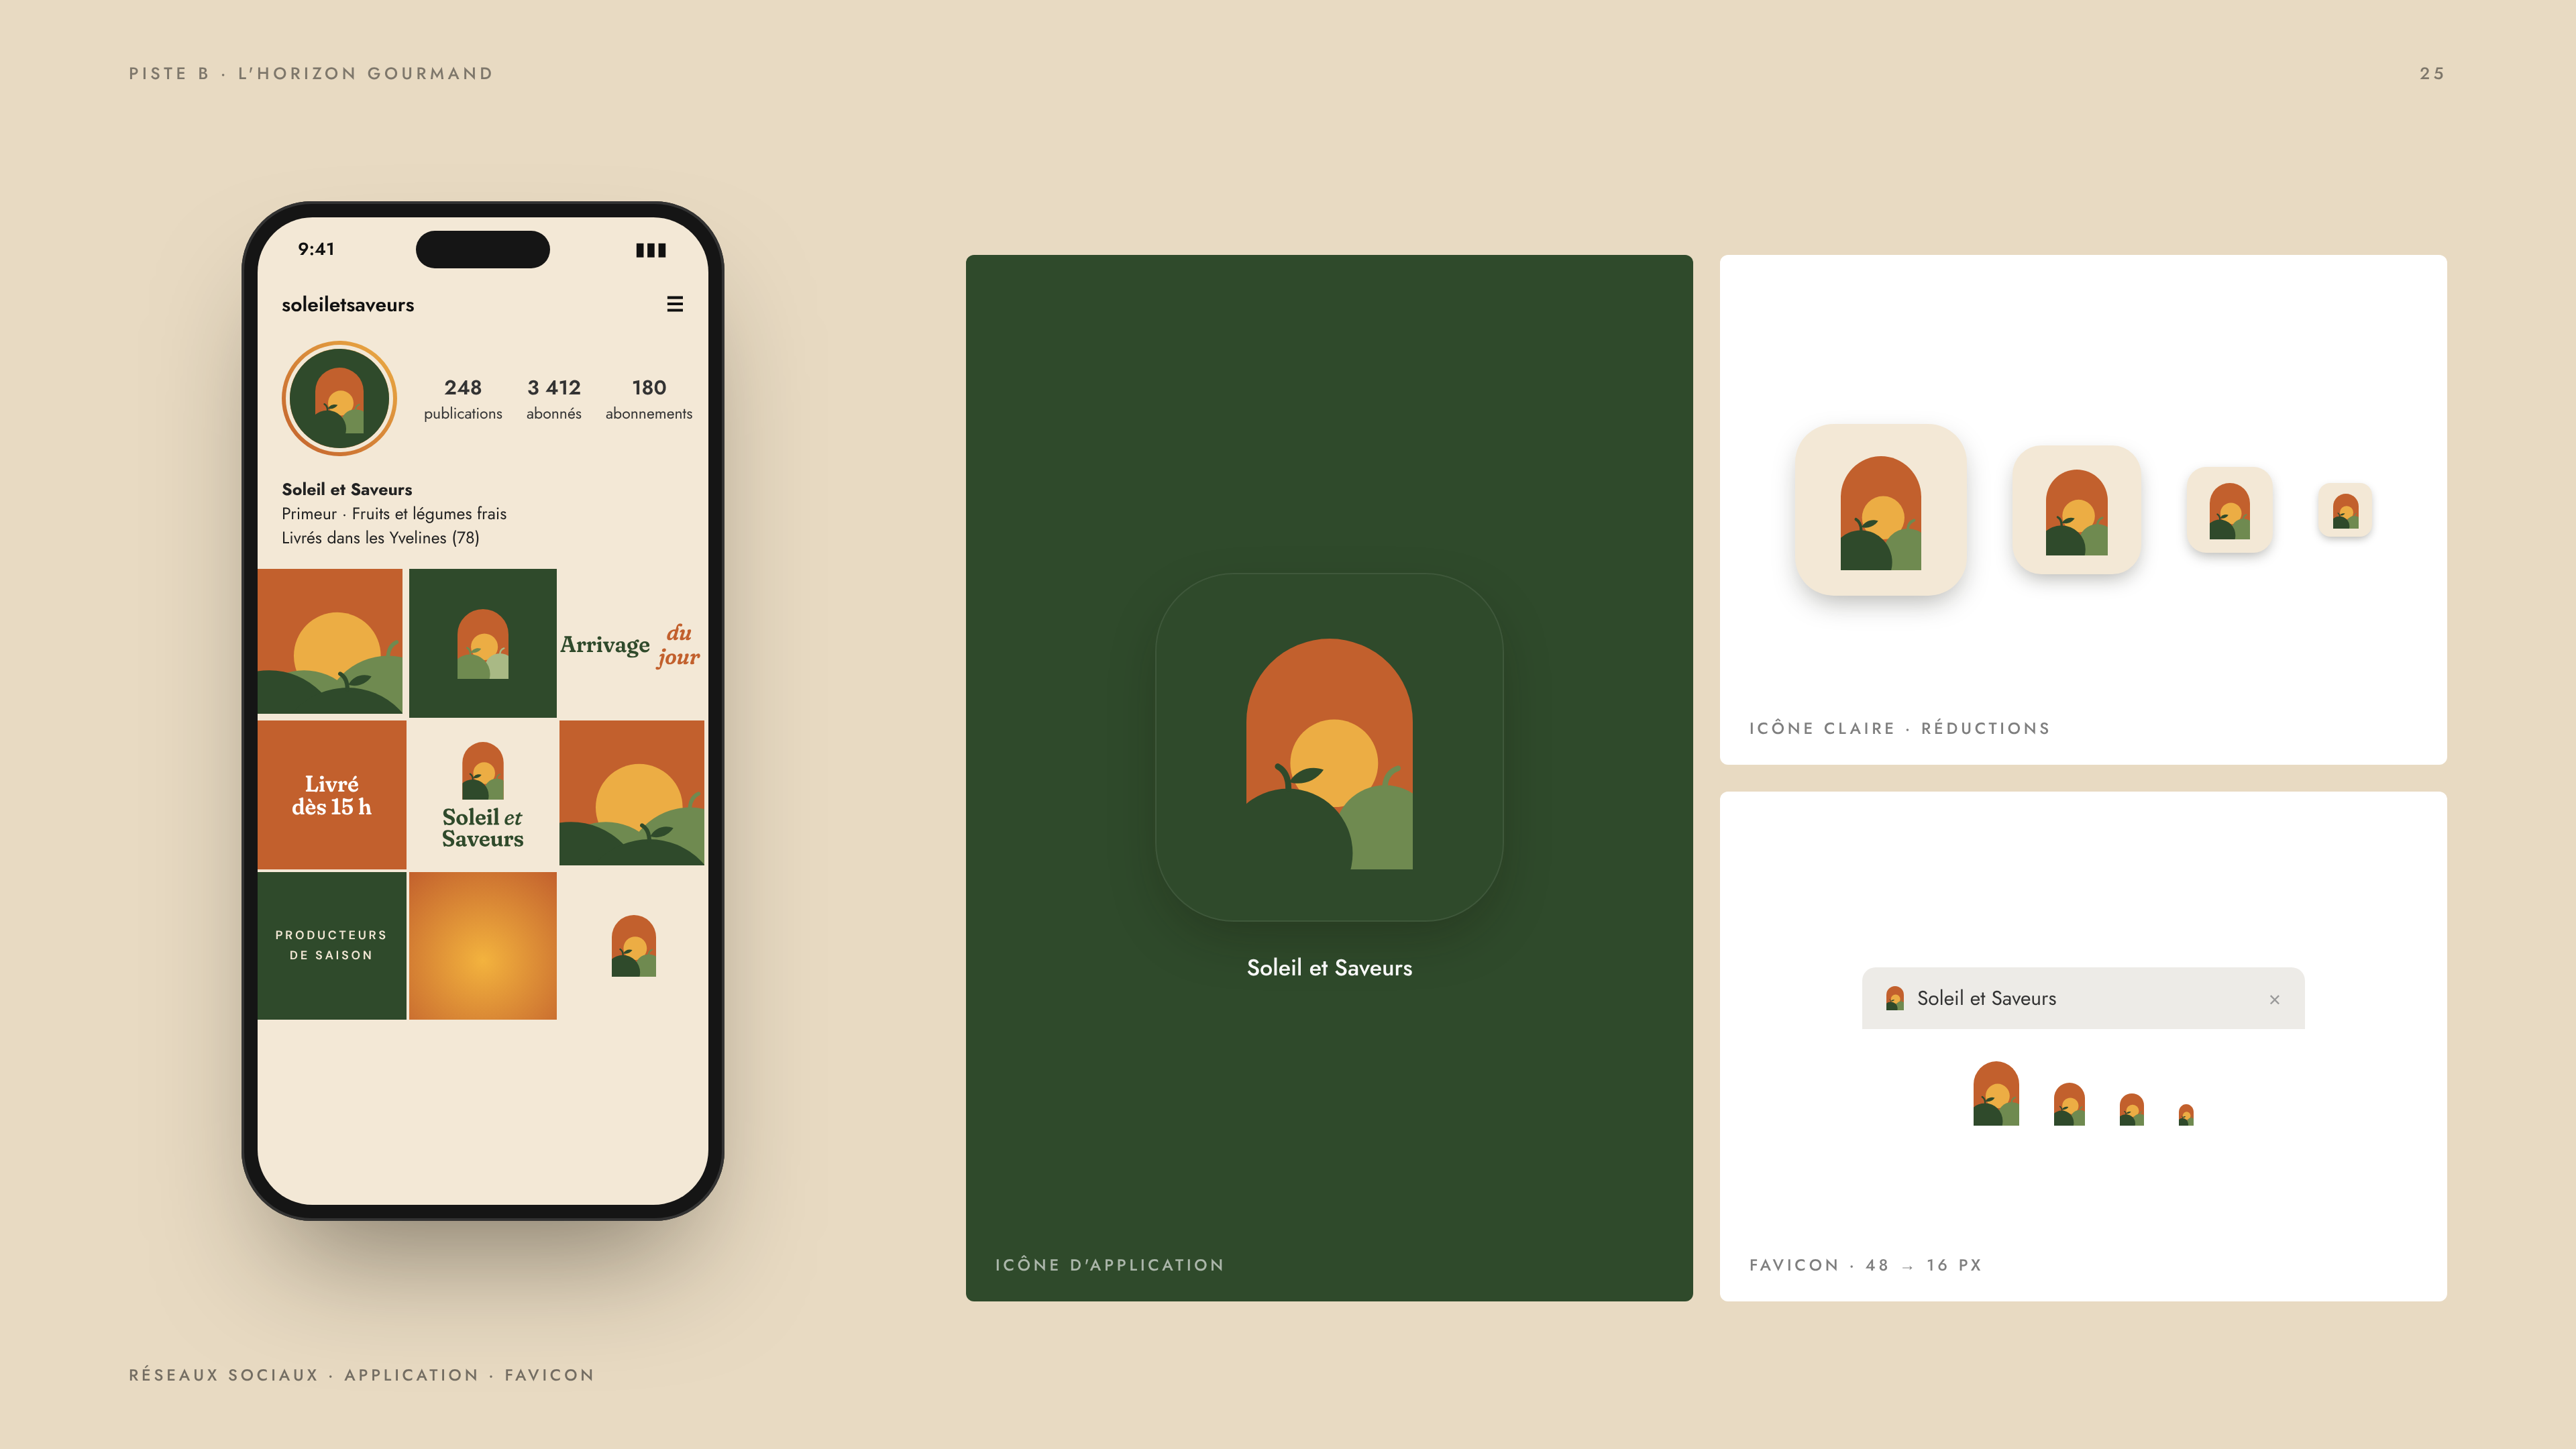 PISTE B · L'HORIZON GOURMAND
25
9:41
soleiletsaveurs
248
publications
3 412
abonnés
180
abonnements
Soleil et Saveurs
Primeur · Fruits et légumes frais
Livrés dans les Yvelines (78)
Arrivage du
jour
Livré
dès 15 h
Soleil et
Saveurs
PRODUCTEURS
DE SAISON
Soleil et Saveurs
ICÔNE D'APPLICATION
ICÔNE CLAIRE · RÉDUCTIONS
Soleil et Saveurs ×
FAVICON · 48 → 16 PX
RÉSEAUX SOCIAUX · APPLICATION · FAVICON